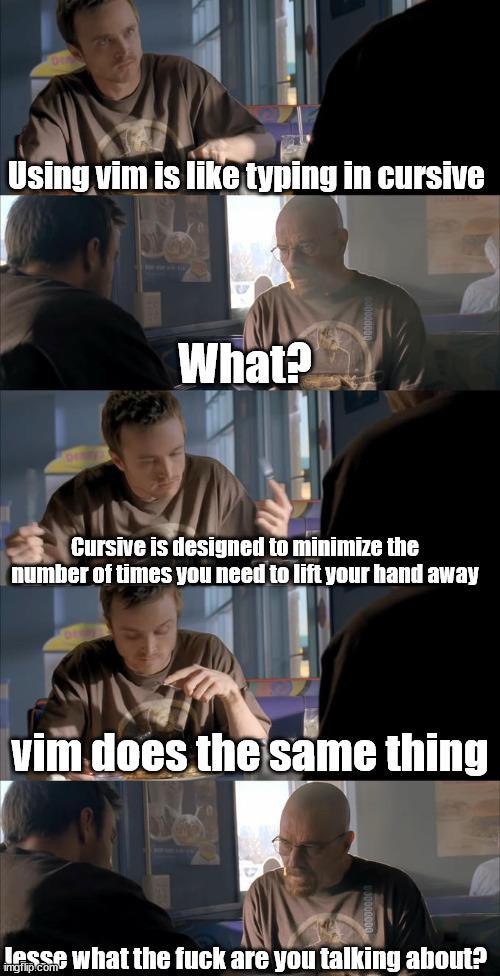 Using vim is like typing in cursive
What?
Cursive is designed to minimize the
number of times you need to lift your hand away
vim does the same thing
Jesse what the fuck are you talking about?
imgflip.com